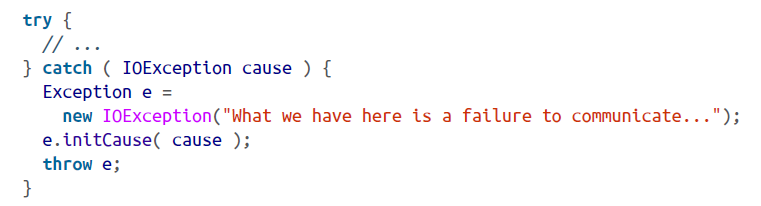 try {
  // ...
} catch ( IOException cause ) {
  Exception e =
    new IOException("What we have here is a failure to communicate...");
  e.initCause( cause );
  throw e;
}